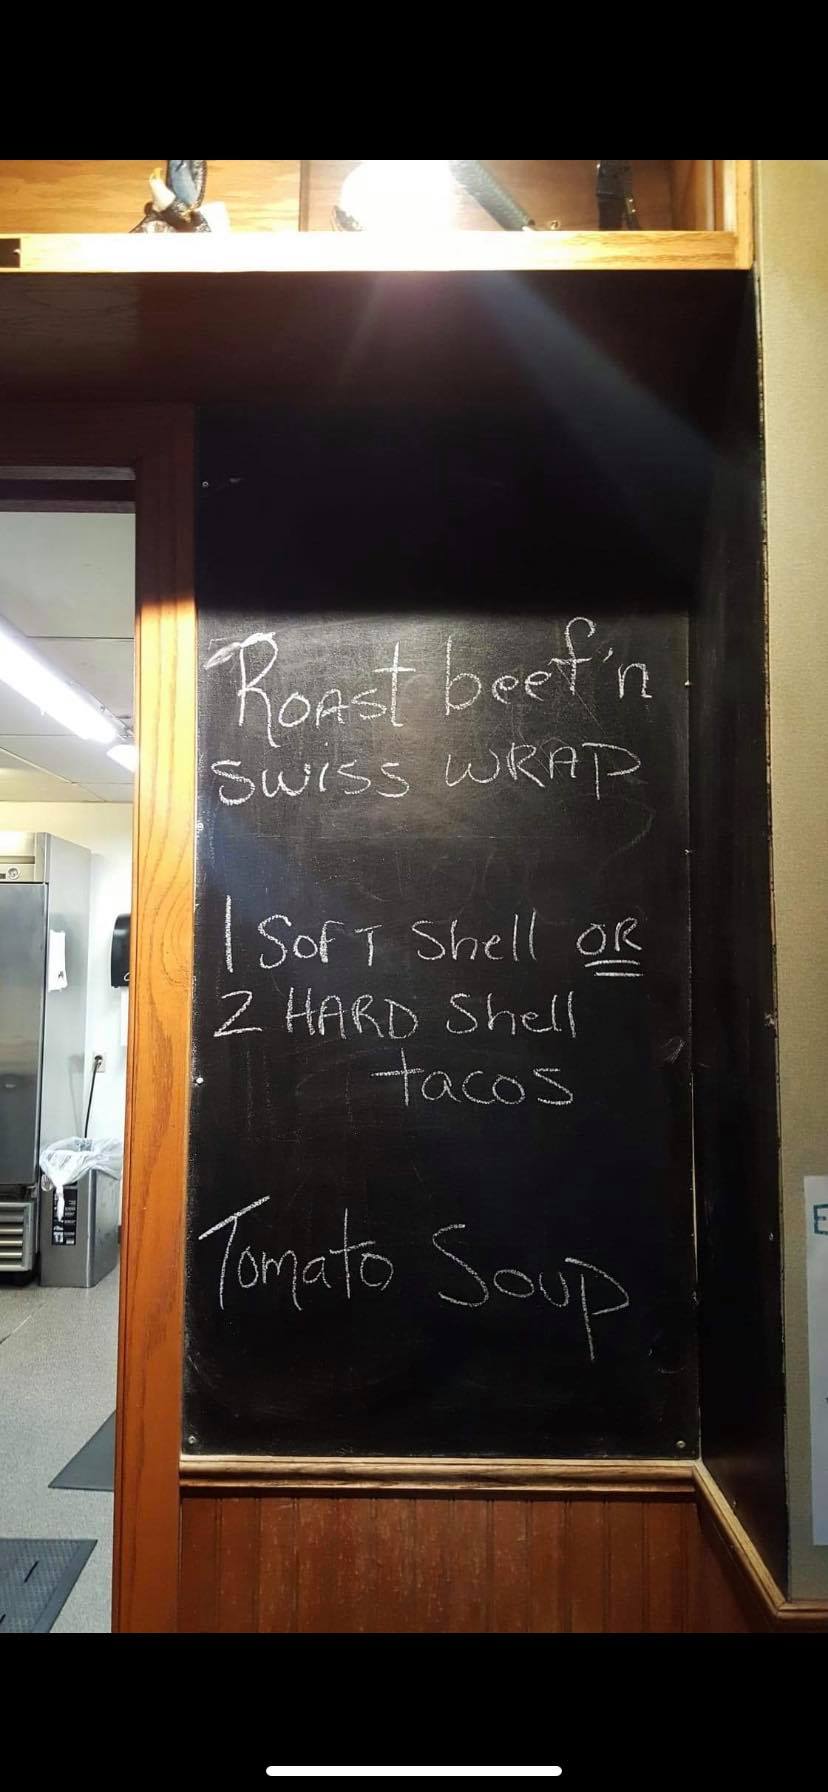 Roast beef'n
swiss WRAP
1 Soft Shell OR
2 HARD Shell
tacos
Tomato Soup